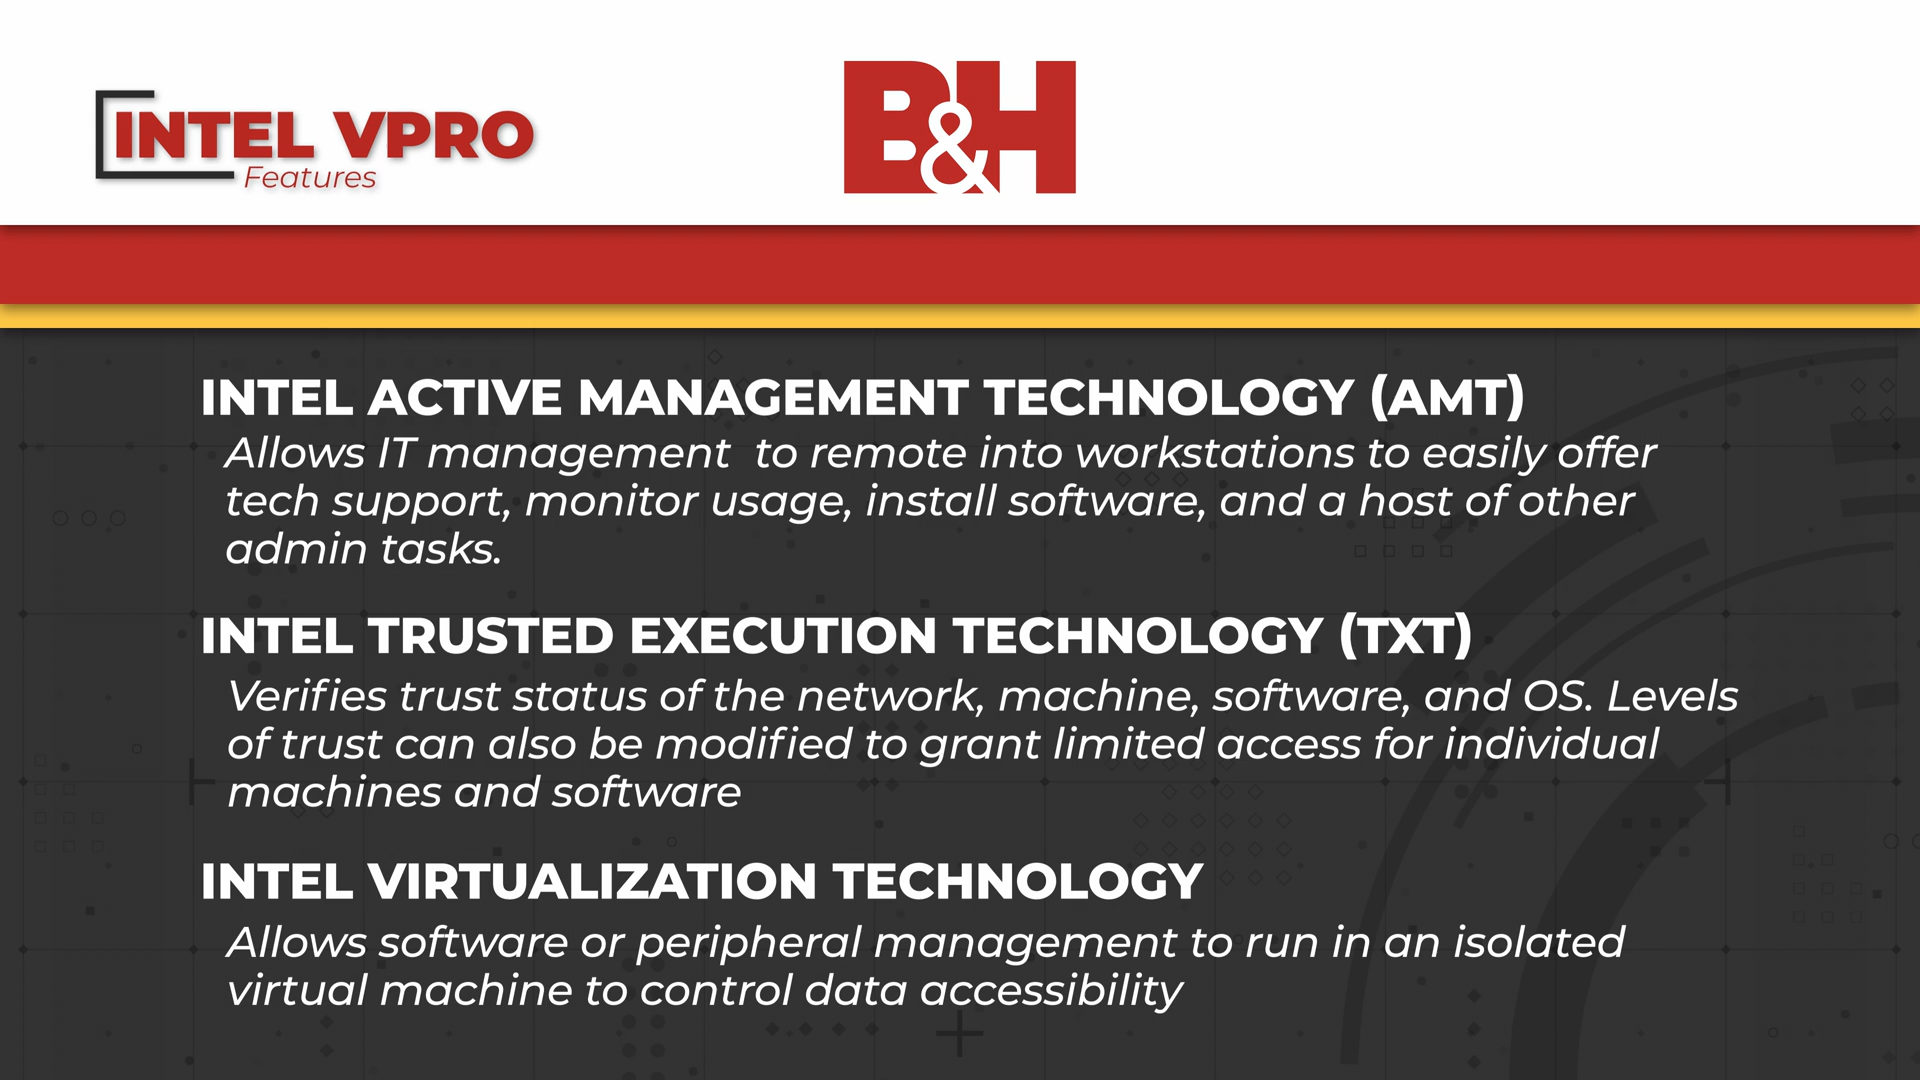 INTEL VPRO
Features
B&H
INTEL ACTIVE MANAGEMENT TECHNOLOGY (AMT)
Allows IT management  to remote into workstations to easily offer
tech support, monitor usage, install software, and a host of other
admin tasks.
INTEL TRUSTED EXECUTION TECHNOLOGY (TXT)
Verifies trust status of the network, machine, software, and OS. Levels
of trust can also be modified to grant limited access for individual
machines and software
INTEL VIRTUALIZATION TECHNOLOGY
Allows software or peripheral management to run in an isolated
virtual machine to control data accessibility